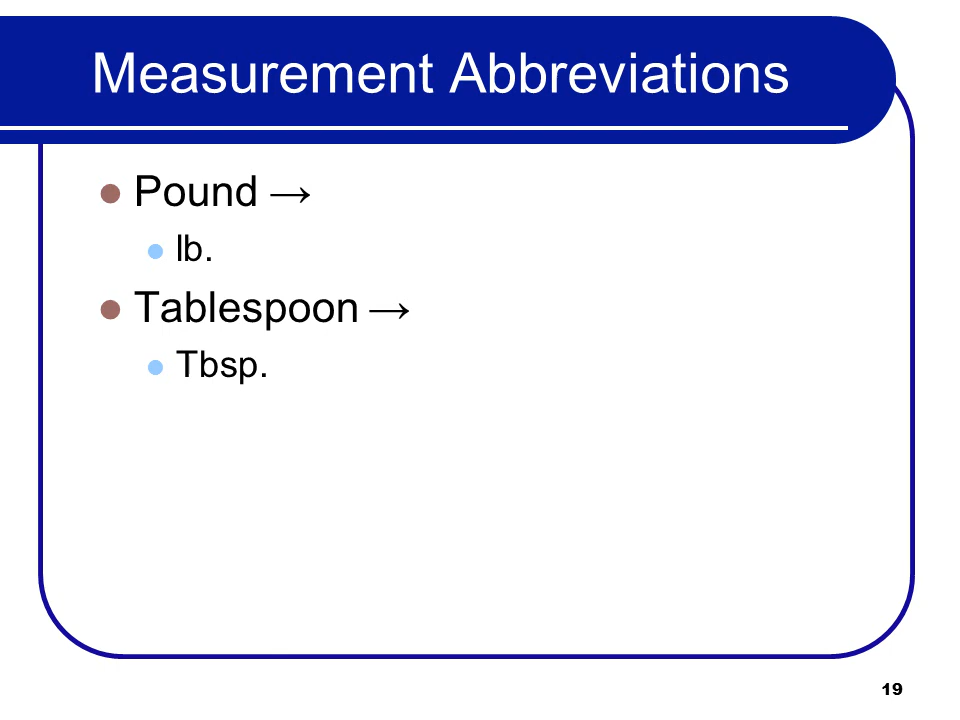 Measurement Abbreviations
Pound →
lb.
Tablespoon →
Tbsp.
19